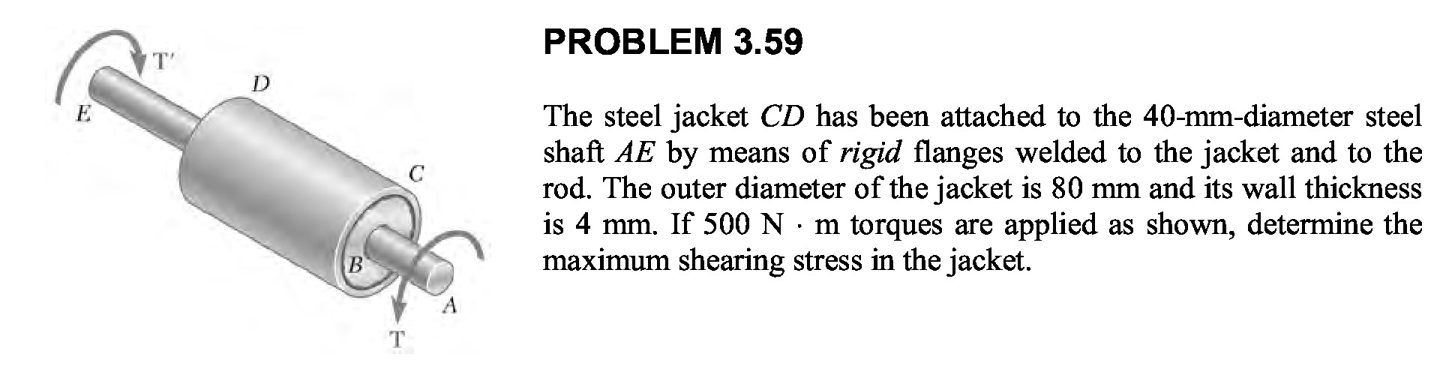 PROBLEM 3.59
T′
D
E
The steel jacket CD has been attached to the 40-mm-diameter steel
shaft AE by means of rigid flanges welded to the jacket and to the
C
rod. The outer diameter of the jacket is 80 mm and its wall thickness
is 4 mm. If 500 N · m torques are applied as shown, determine the
B
maximum shearing stress in the jacket.
A
T